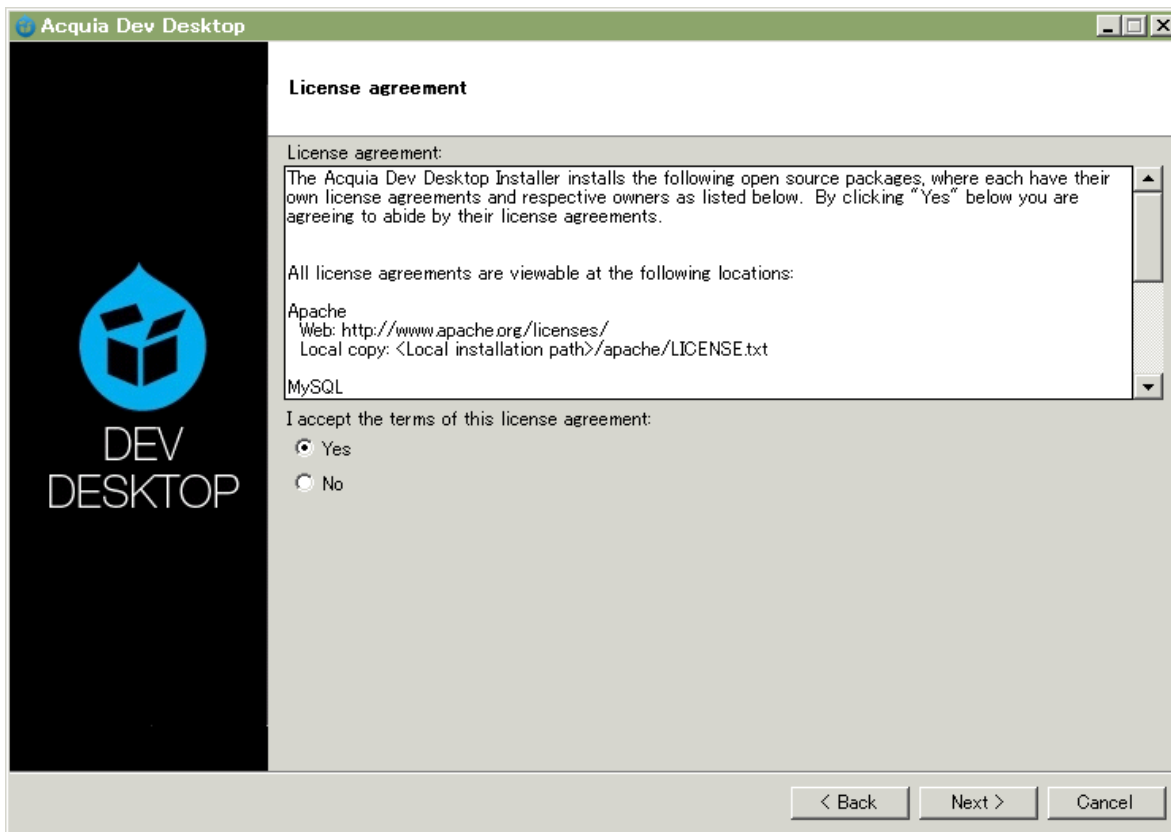 Acquia Dev Desktop
License agreement
License agreement:
The Acquia Dev Desktop Installer installs the following open source packages, where each have their
own license agreements and respective owners as listed below.  By clicking "Yes" below you are
agreeing to abide by their license agreements.
All license agreements are viewable at the following locations:
Apache
Web: http://www.apache.org/licenses/
Local copy: <Local installation path>/apache/LICENSE.txt
MySQL
I accept the terms of this license agreement:
Yes
No
DEV
DESKTOP
< Back
Next >
Cancel